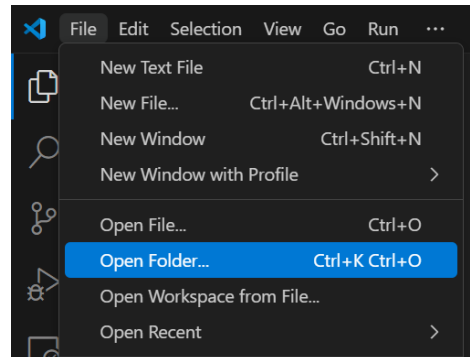 File Edit Selection View Go Run ...
New Text File Ctrl+N
New File... Ctrl+Alt+Windows+N
New Window Ctrl+Shift+N
New Window with Profile
Open File... Ctrl+O
Open Folder... Ctrl+K Ctrl+O
Open Workspace from File...
Open Recent